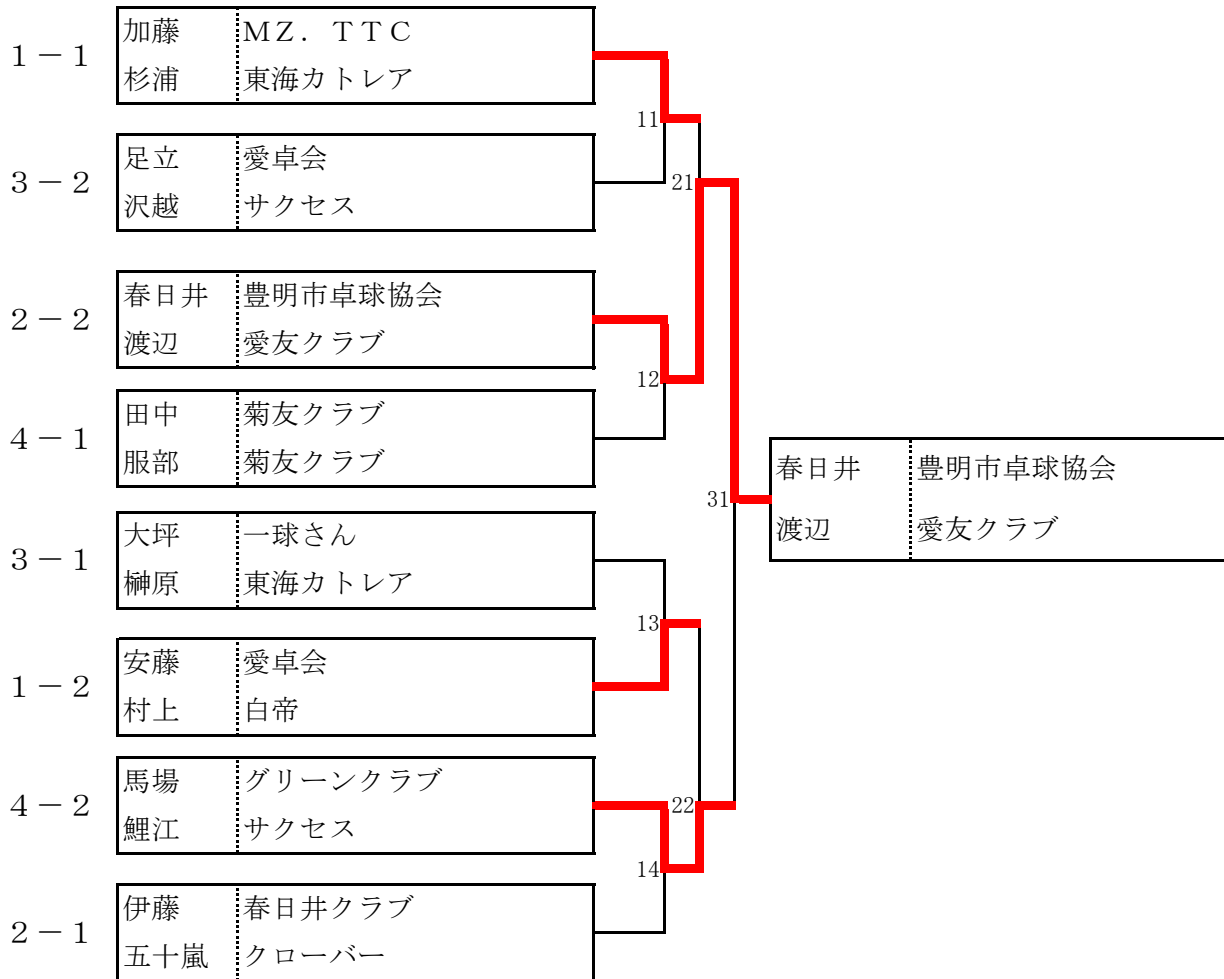 加藤 ＭＺ．ＴＴＣ
１－１
杉浦 東海カトレア
11
足立 愛卓会
３－２
21
沢越 サクセス
春日井 豊明市卓球協会
２－２
渡辺 愛友クラブ
12
田中 菊友クラブ
４－１
服部 菊友クラブ
春日井 豊明市卓球協会
31
渡辺 愛友クラブ
大坪 一球さん
３－１
榊原 東海カトレア
13
安藤 愛卓会
１－２
村上 白帝
馬場 グリーンクラブ
４－２
22
鯉江 サクセス
14
伊藤 春日井クラブ
２－１
五十嵐 クローバー